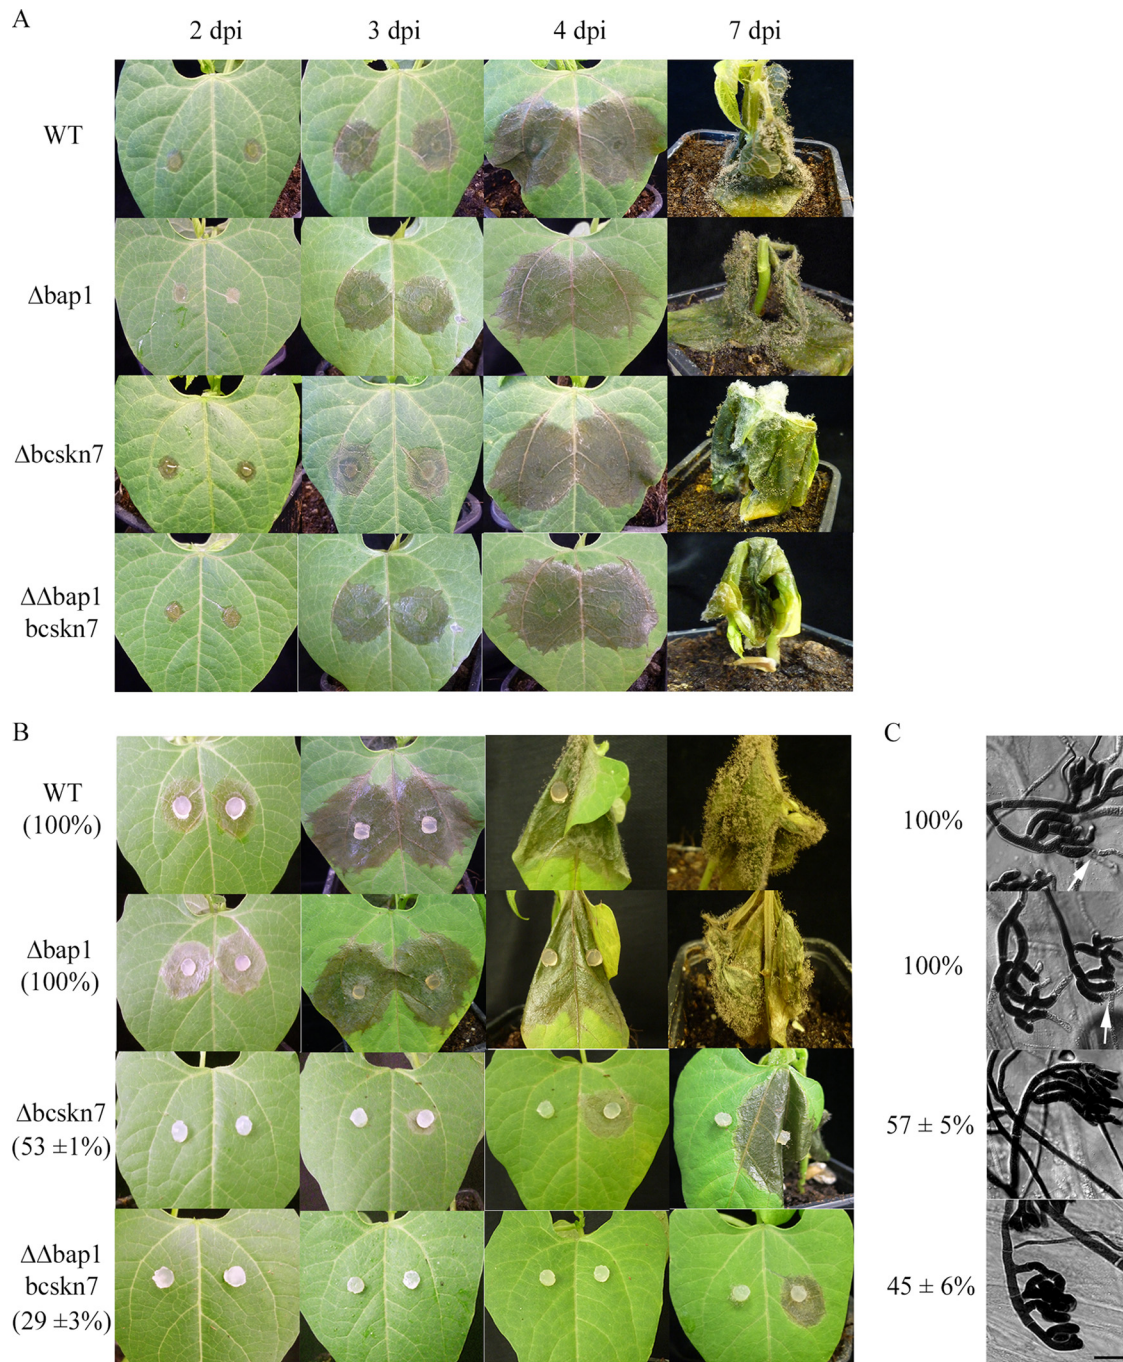 A
2 dpi 3 dpi 4 dpi 7 dpi
WT
Δbap1
Δbcskn7
ΔΔbap1
bcskn7
B
WT
(100%)
Δbap1
(100%)
Δbcskn7
(53 ±1%)
ΔΔbap1
bcskn7
(29 ±3%)
C
100%
100%
57 ± 5%
45 ± 6%